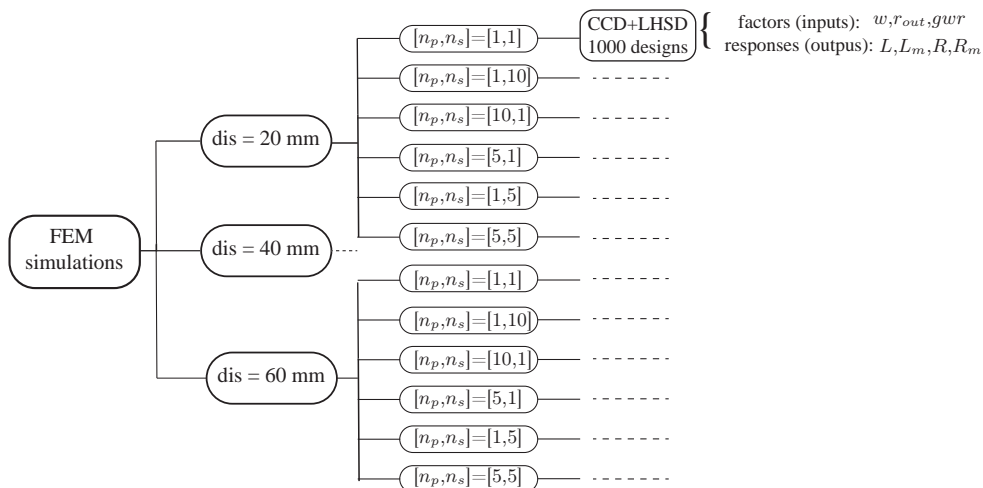 FEM
simulations
dis = 20 mm
[n_p,n_s]=[1,1]
CCD+LHSD
1000 designs
{
factors (inputs): w,r_{out},gwr
responses (outpus): L,L_m,R,R_m
[n_p,n_s]=[1,10]
[n_p,n_s]=[10,1]
[n_p,n_s]=[5,1]
[n_p,n_s]=[1,5]
[n_p,n_s]=[5,5]
dis = 40 mm
dis = 60 mm
[n_p,n_s]=[1,1]
[n_p,n_s]=[1,10]
[n_p,n_s]=[10,1]
[n_p,n_s]=[5,1]
[n_p,n_s]=[1,5]
[n_p,n_s]=[5,5]